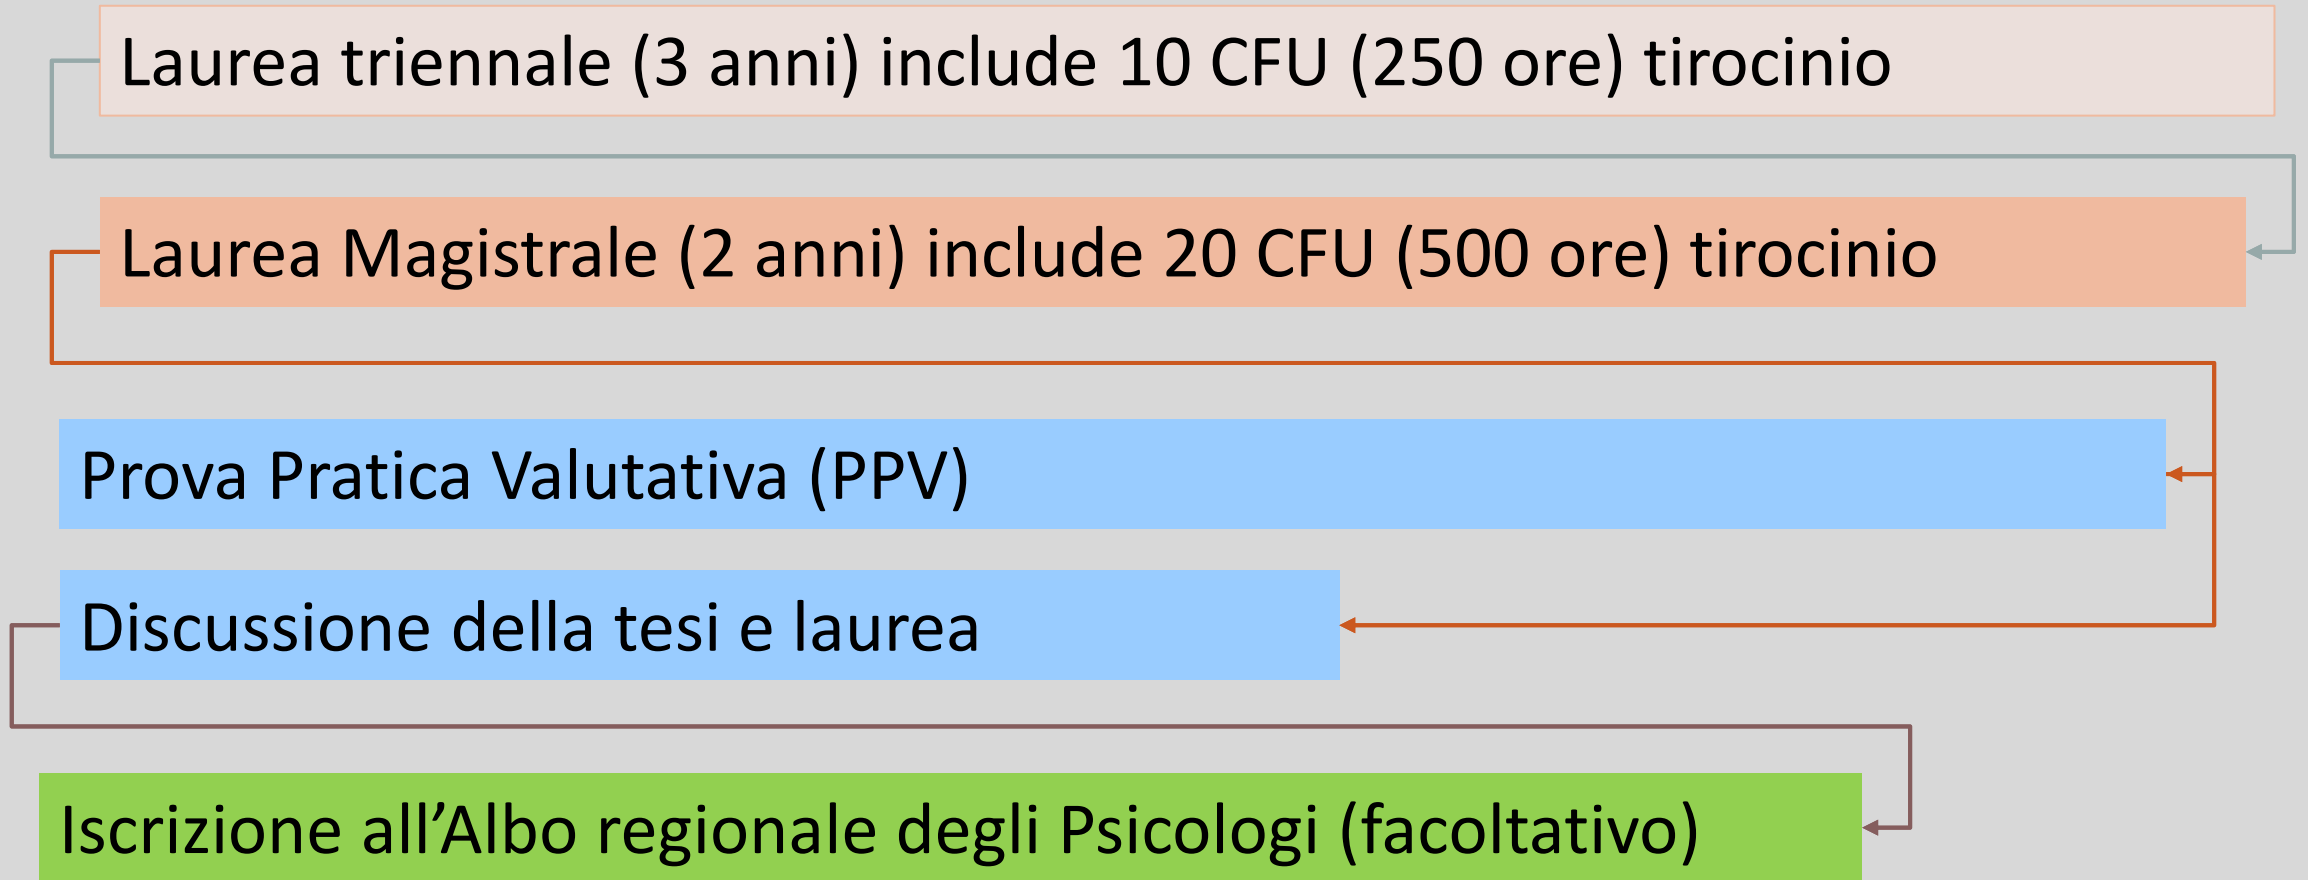 Laurea triennale (3 anni) include 10 CFU (250 ore) tirocinio
Laurea Magistrale (2 anni) include 20 CFU (500 ore) tirocinio
Prova Pratica Valutativa (PPV)
Discussione della tesi e laurea
Iscrizione all’Albo regionale degli Psicologi (facoltativo)